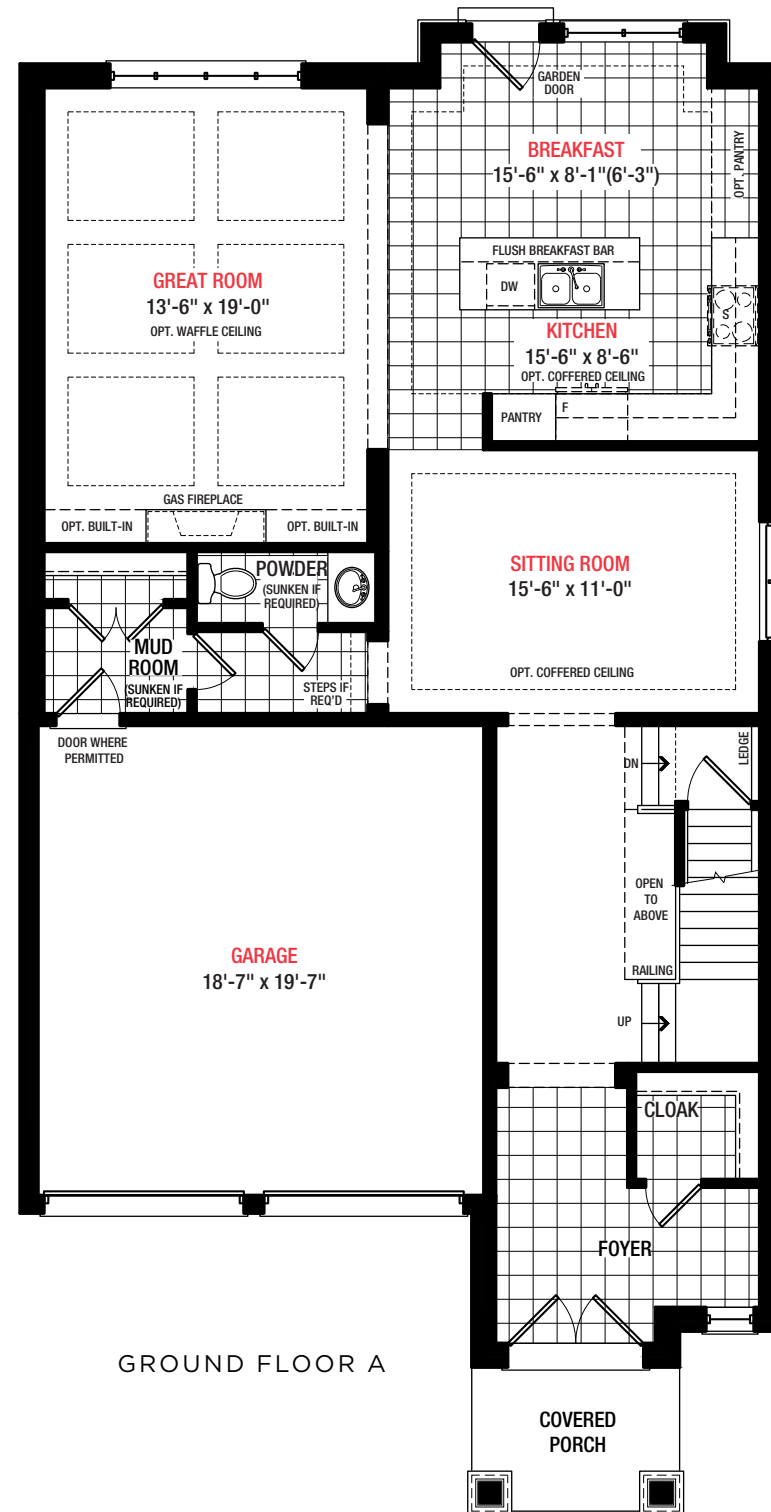 GARDEN
DOOR
BREAKFAST
15'-6" x 8'-1"(6'-3")
OPT. PANTRY
FLUSH BREAKFAST BAR
DW
S
KITCHEN
15'-6" x 8'-6"
OPT. COFFERED CEILING
PANTRY
F
GREAT ROOM
13'-6" x 19'-0"
OPT. WAFFLE CEILING
GAS FIREPLACE
OPT. BUILT-IN
OPT. BUILT-IN
POWDER
(SUNKEN IF
REQUIRED)
SITTING ROOM
15'-6" x 11'-0"
OPT. COFFERED CEILING
MUD
ROOM
(SUNKEN IF
REQUIRED)
STEPS IF
REQ'D
DOOR WHERE
PERMITTED
DN
LEDGE
OPEN
TO
ABOVE
RAILING
UP
GARAGE
18'-7" x 19'-7"
CLOAK
FOYER
GROUND FLOOR A
COVERED
PORCH